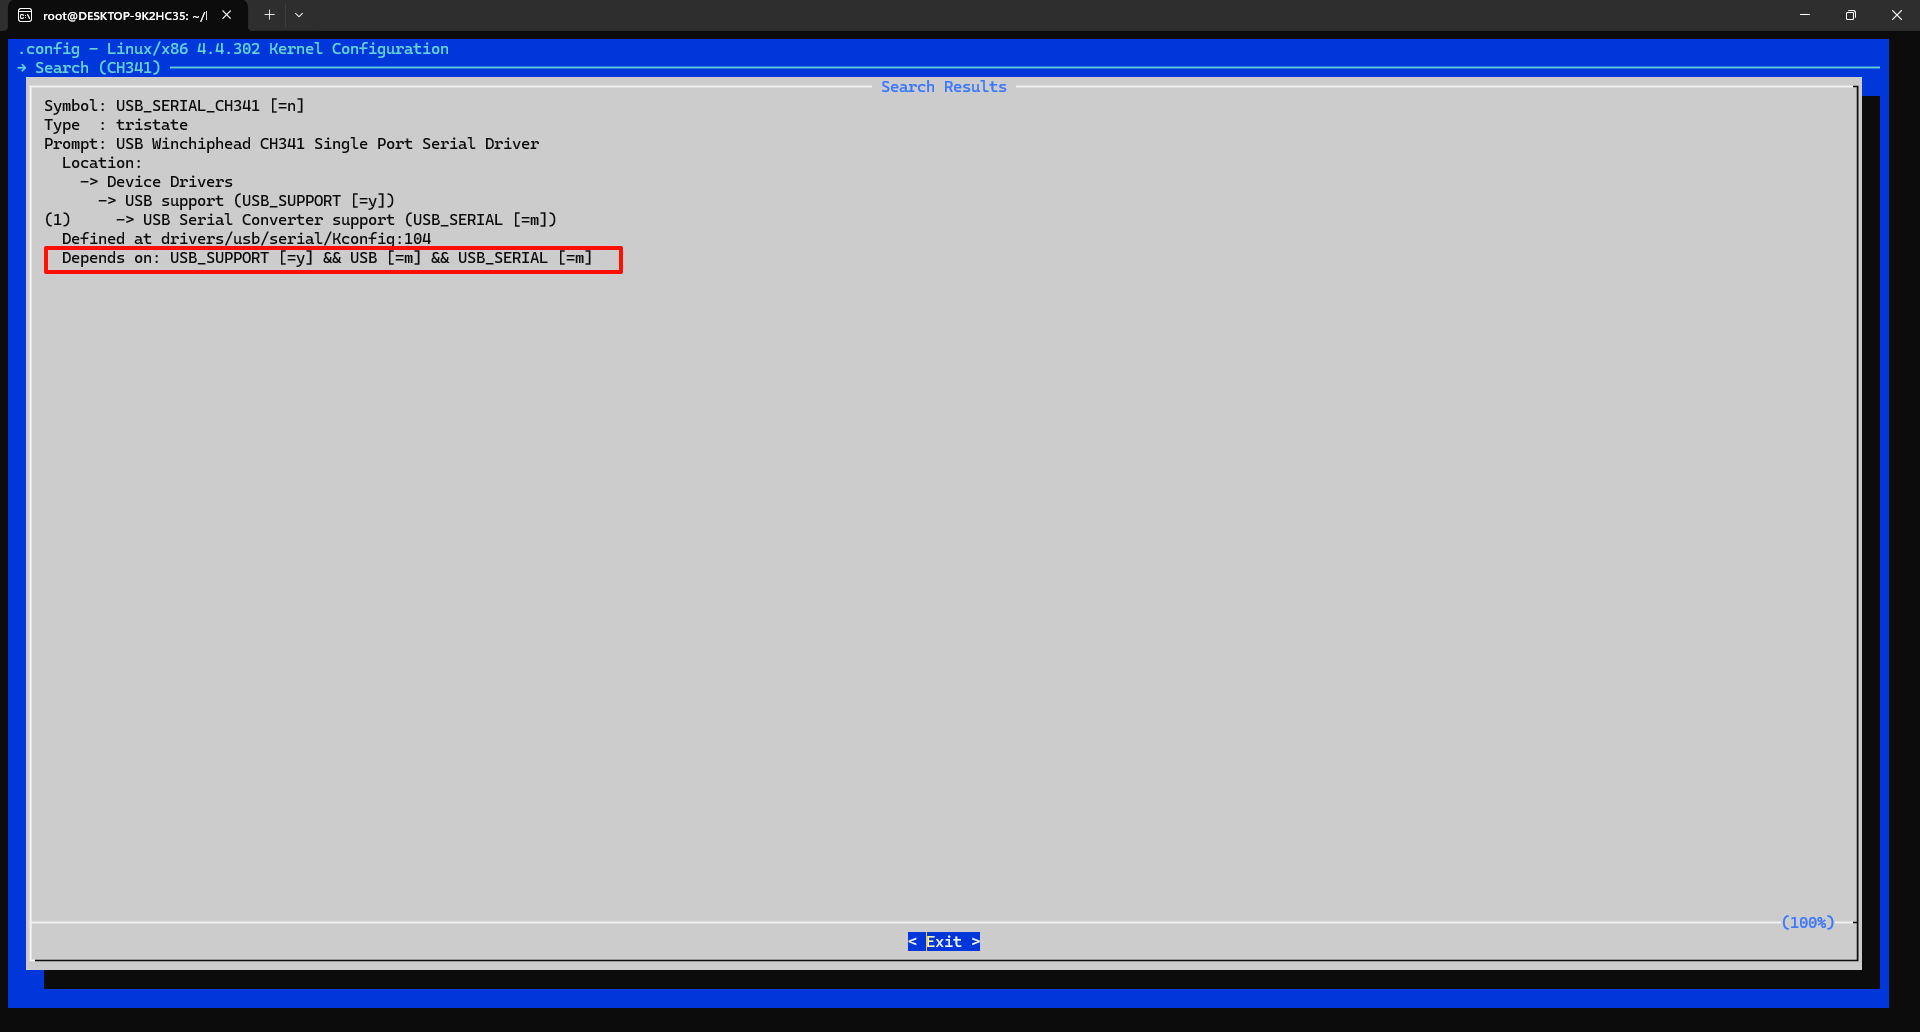 root@DESKTOP-9K2HC35: ~/l
.config - Linux/x86 4.4.302 Kernel Configuration
→ Search (CH341)
Search Results
Symbol: USB_SERIAL_CH341 [=n]
Type  : tristate
Prompt: USB Winchiphead CH341 Single Port Serial Driver
  Location:
    -> Device Drivers
      -> USB support (USB_SUPPORT [=y])
(1)     -> USB Serial Converter support (USB_SERIAL [=m])
  Defined at drivers/usb/serial/Kconfig:104
  Depends on: USB_SUPPORT [=y] && USB [=m] && USB_SERIAL [=m]
(100%)
< Exit >